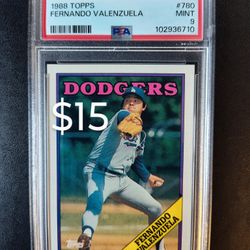 1988 TOPPS #780
FERNANDO VALENZUELA MINT
PSA 9
102936710
DODGERS
$15
FERNANDO
VALENZUELA
Topps